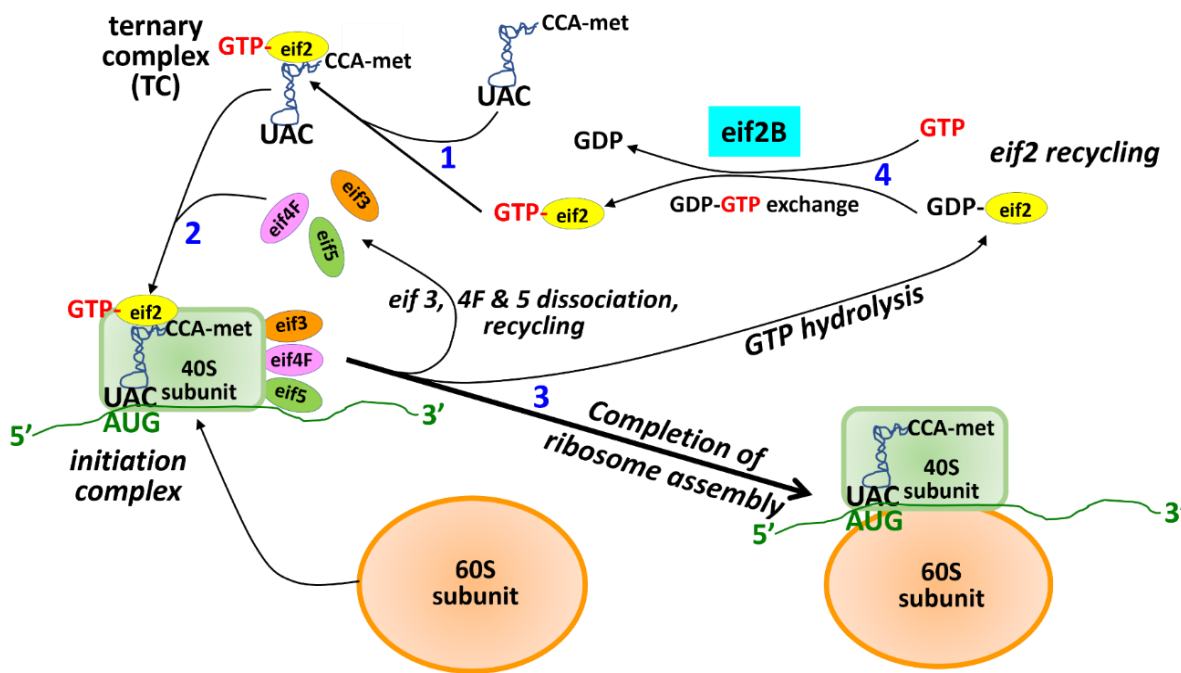 ternary
complex
(TC)
GTP-
eif2
CCA-met
UAC
CCA-met
UAC
1
eif2B
GDP
GTP
eif2 recycling
4
GTP-
eif2
GDP-GTP exchange
GDP-
eif2
2
eif4F
eif3
eif5
eif 3, 4F & 5 dissociation,
recycling
GTP hydrolysis
GTP-
eif2
CCA-met
40S
subunit
UAC
AUG
eif3
eif4F
eif5
5’
3’
initiation
complex
3
Completion of
ribosome assembly
60S
subunit
CCA-met
40S
subunit
UAC
AUG
5’
3’
60S
subunit